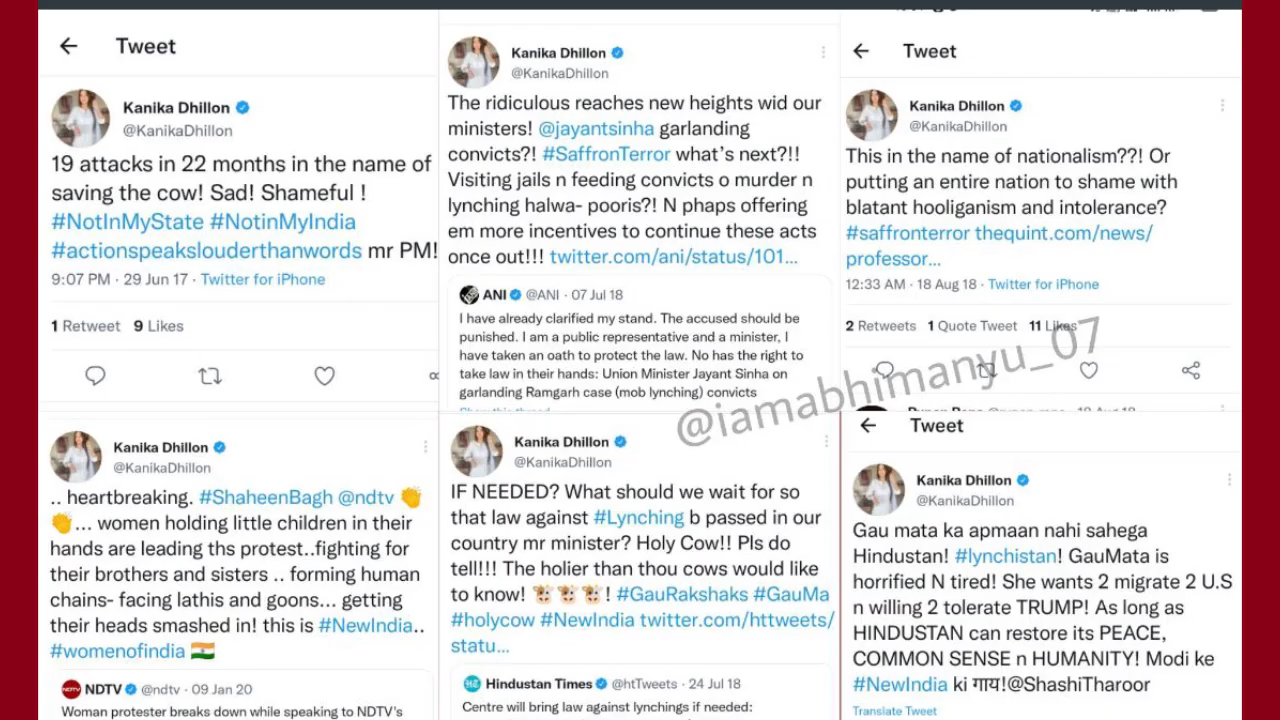 Tweet
Kanika Dhillon
@KanikaDhillon
19 attacks in 22 months in the name of
saving the cow! Sad! Shameful !
#NotInMyState #NotinMyIndia
#actionspeakslouderthanwords mr PM!
9:07 PM · 29 Jun 17 · Twitter for iPhone
1 Retweet 9 Likes
Kanika Dhillon
@KanikaDhillon
The ridiculous reaches new heights wid our
ministers! @jayantsinha garlanding
convicts?! #SaffronTerror what's next?!!
Visiting jails n feeding convicts o murder n
lynching halwa- pooris?! N phaps offering
em more incentives to continue these acts
once out!!! twitter.com/ani/status/101...
ANI @ANI · 07 Jul 18
I have already clarified my stand. The accused should be
punished. I am a public representative and a minister, I
have taken an oath to protect the law. No has the right to
take law in their hands: Union Minister Jayant Sinha on
garlanding Ramgarh case (mob lynching) convicts
Tweet
Kanika Dhillon
@KanikaDhillon
This in the name of nationalism??! Or
putting an entire nation to shame with
blatant hooliganism and intolerance?
#saffronterror thequint.com/news/
professor...
12:33 AM · 18 Aug 18 · Twitter for iPhone
2 Retweets 1 Quote Tweet 11 Likes
@iamabhimanyu_07
Kanika Dhillon
@KanikaDhillon
.. heartbreaking. #ShaheenBagh @ndtv 👏
👏... women holding little children in their
hands are leading ths protest..fighting for
their brothers and sisters .. forming human
chains- facing lathis and goons... getting
their heads smashed in! this is #NewIndia..
#womenofindia 🇮🇳
NDTV @ndtv · 09 Jan 20
Woman protester breaks down while speaking to NDTV's
Kanika Dhillon
@KanikaDhillon
IF NEEDED? What should we wait for so
that law against #Lynching b passed in our
country mr minister? Holy Cow!! Pls do
tell!!! The holier than thou cows would like
to know! 🐮🐮🐮! #GauRakshaks #GauMa
#holycow #NewIndia twitter.com/httweets/
statu...
Hindustan Times @htTweets · 24 Jul 18
Centre will bring law against lynchings if needed:
Tweet
Kanika Dhillon
@KanikaDhillon
Gau mata ka apmaan nahi sahega
Hindustan! #lynchistan! GauMata is
horrified N tired! She wants 2 migrate 2 U.S
n willing 2 tolerate TRUMP! As long as
HINDUSTAN can restore its PEACE,
COMMON SENSE n HUMANITY! Modi ke
#NewIndia ki गाय!@ShashiTharoor
Translate Tweet